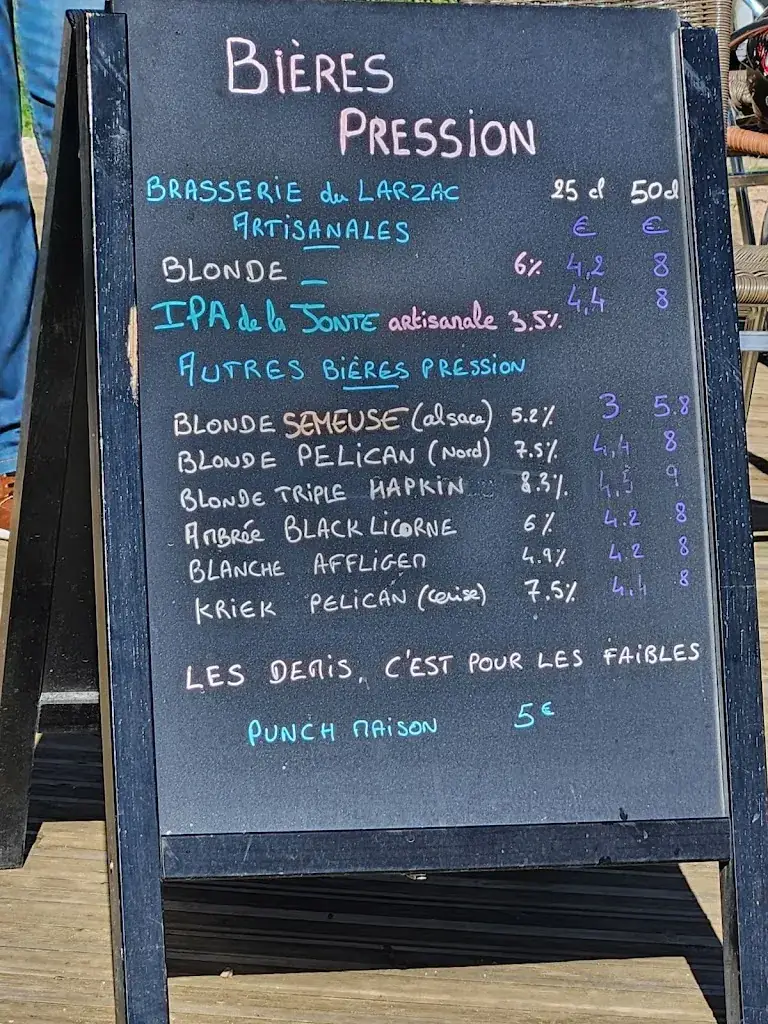 BIÈRES
PRESSION
BRASSERIE du LARZAC 25 cl 50cl
ARTISANALES € €
BLONDE 6% 4,2 8
IPA de la JONTE artisanale 3.5% 4,4 8
AUTRES BIÈRES PRESSION
BLONDE SEMEUSE (alsace) 5.2% 3. 5.8
BLONDE PELICAN (Nord) 7.5% 4,4 8
BLONDE TRIPLE HAPKIN 8.3% 4,5 9
AMBRÉE BLACK LICORNE 6% 4.2 8
BLANCHE AFFLIGEM 4.9% 4.2 8
KRIEK PELICAN (cerise) 7.5% 4.4 8
LES DEMIS, C'EST POUR LES FAIBLES
PUNCH MAISON 5€